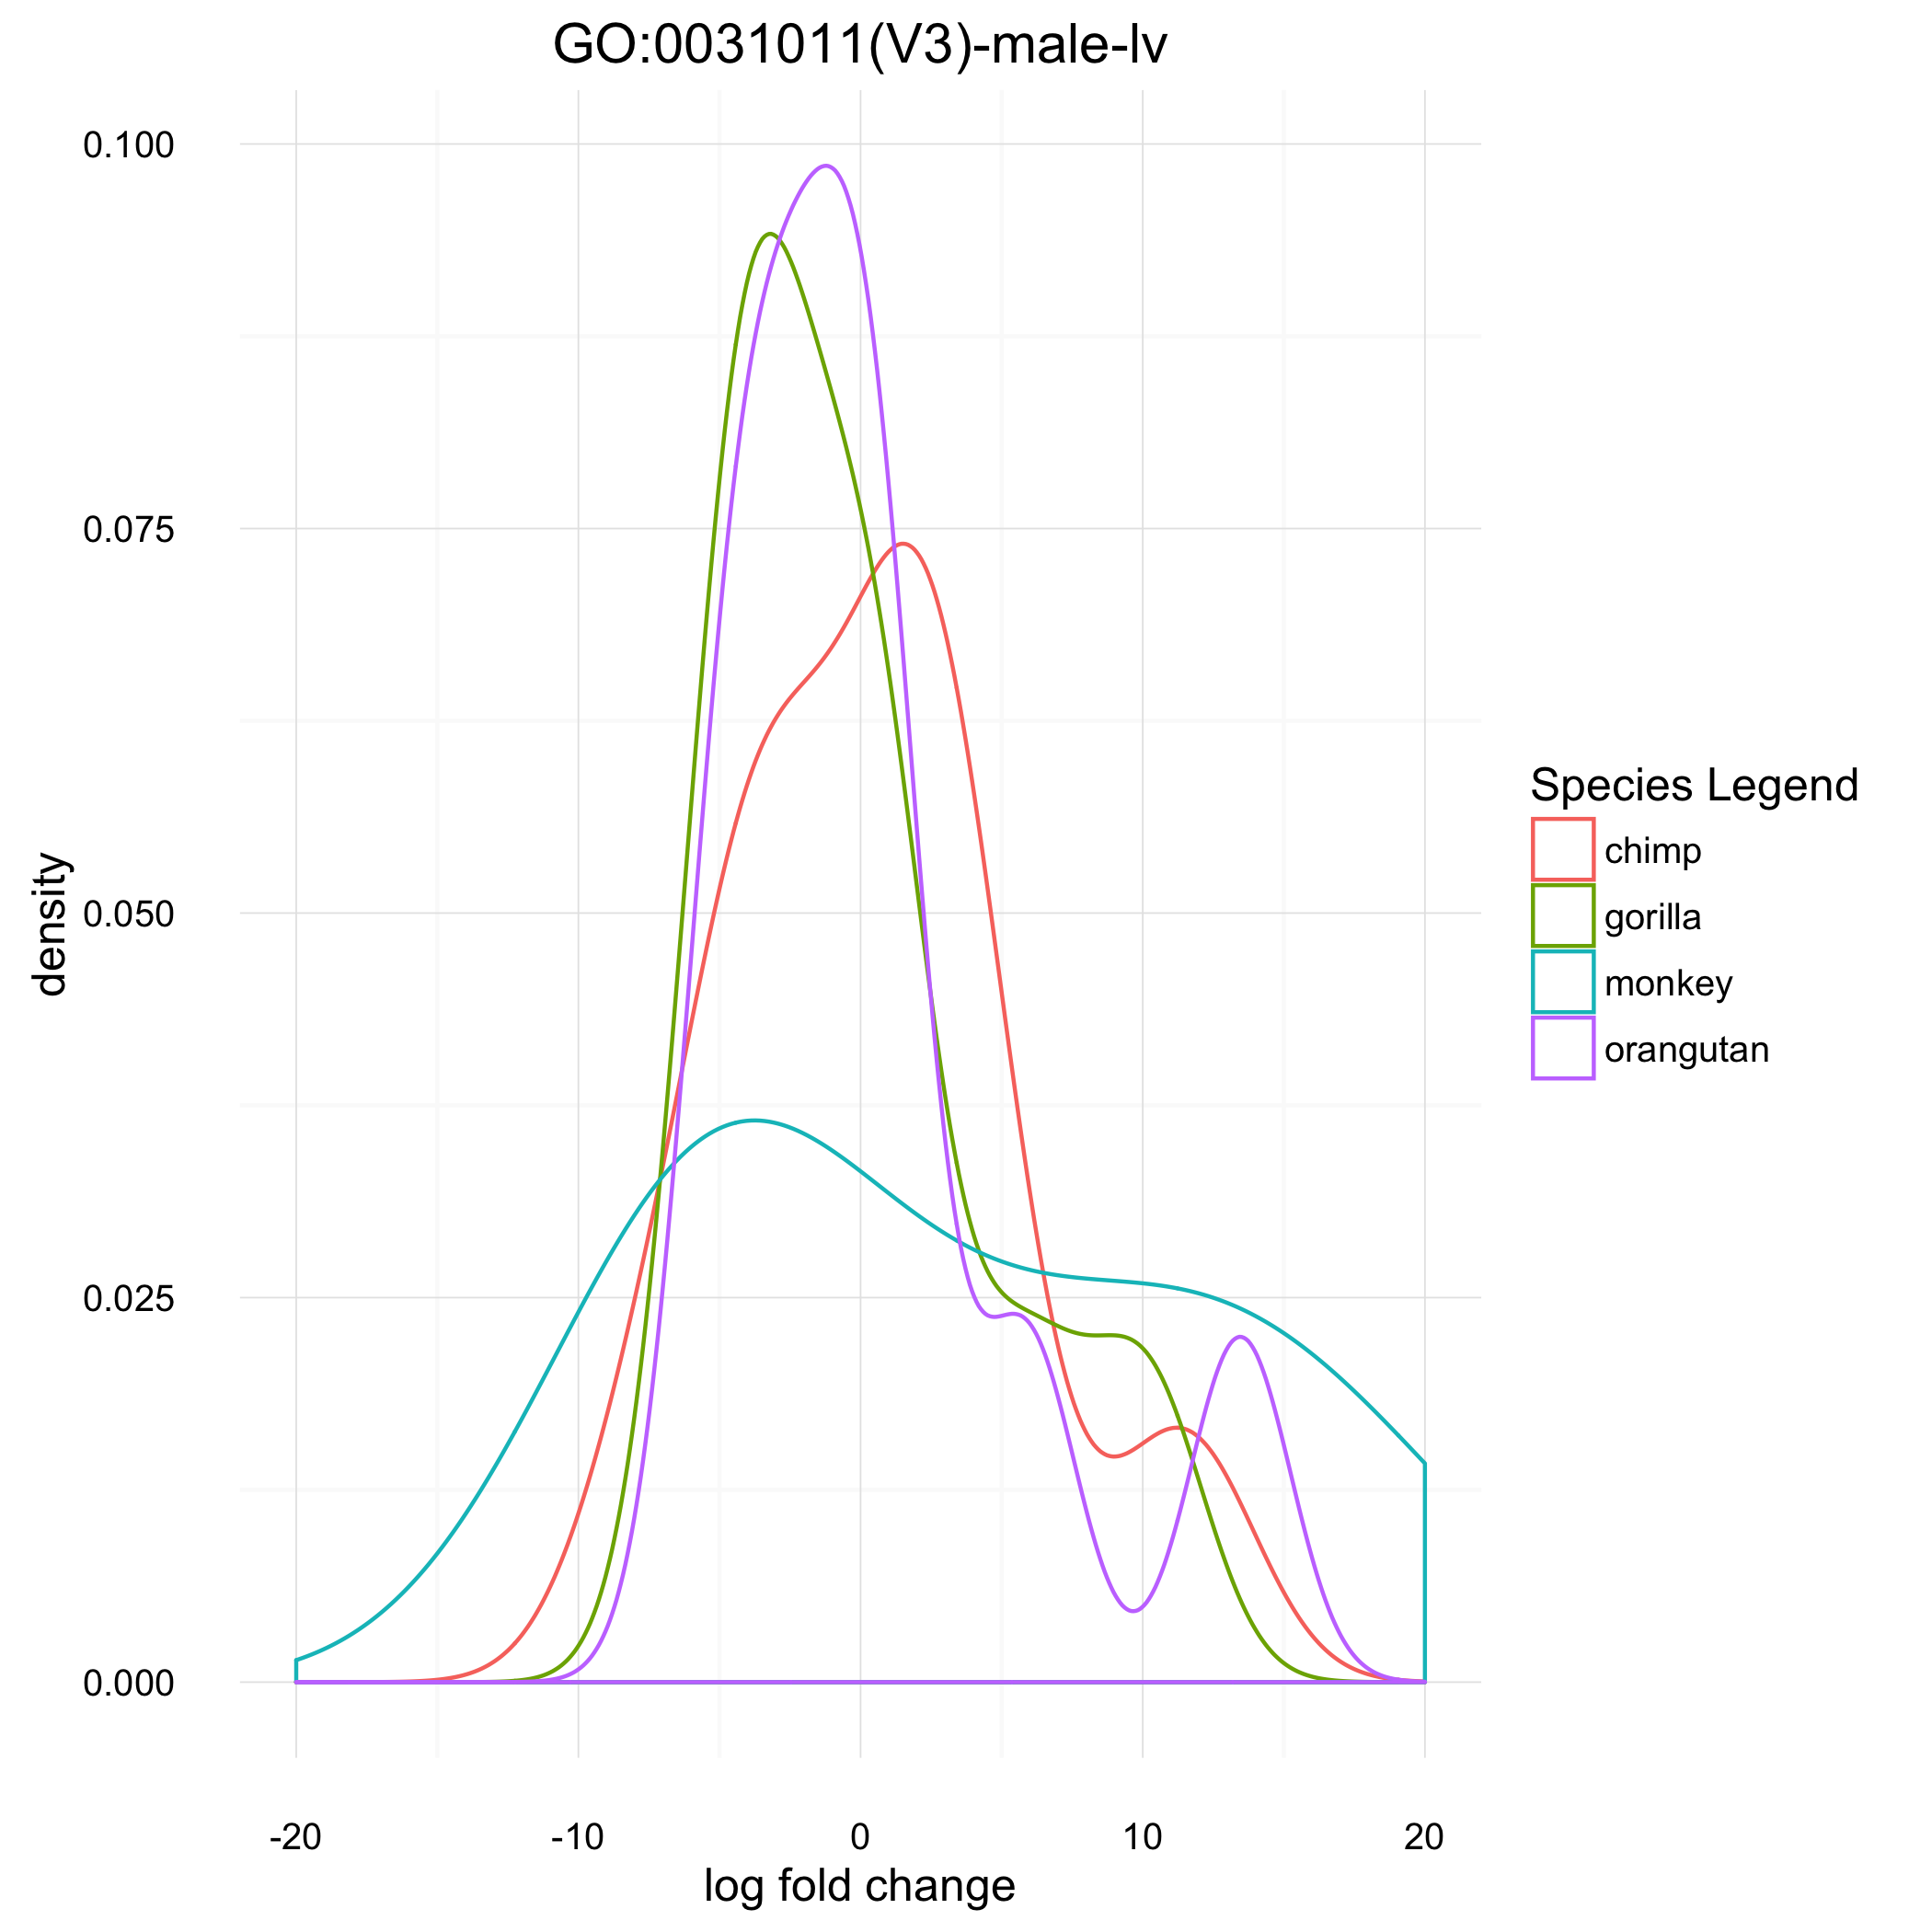 GO:0031011(V3)-male-lv
0.100
0.075
0.050
0.025
0.000
density
-20 -10 0 10 20
log fold change
Species Legend
chimp
gorilla
monkey
orangutan